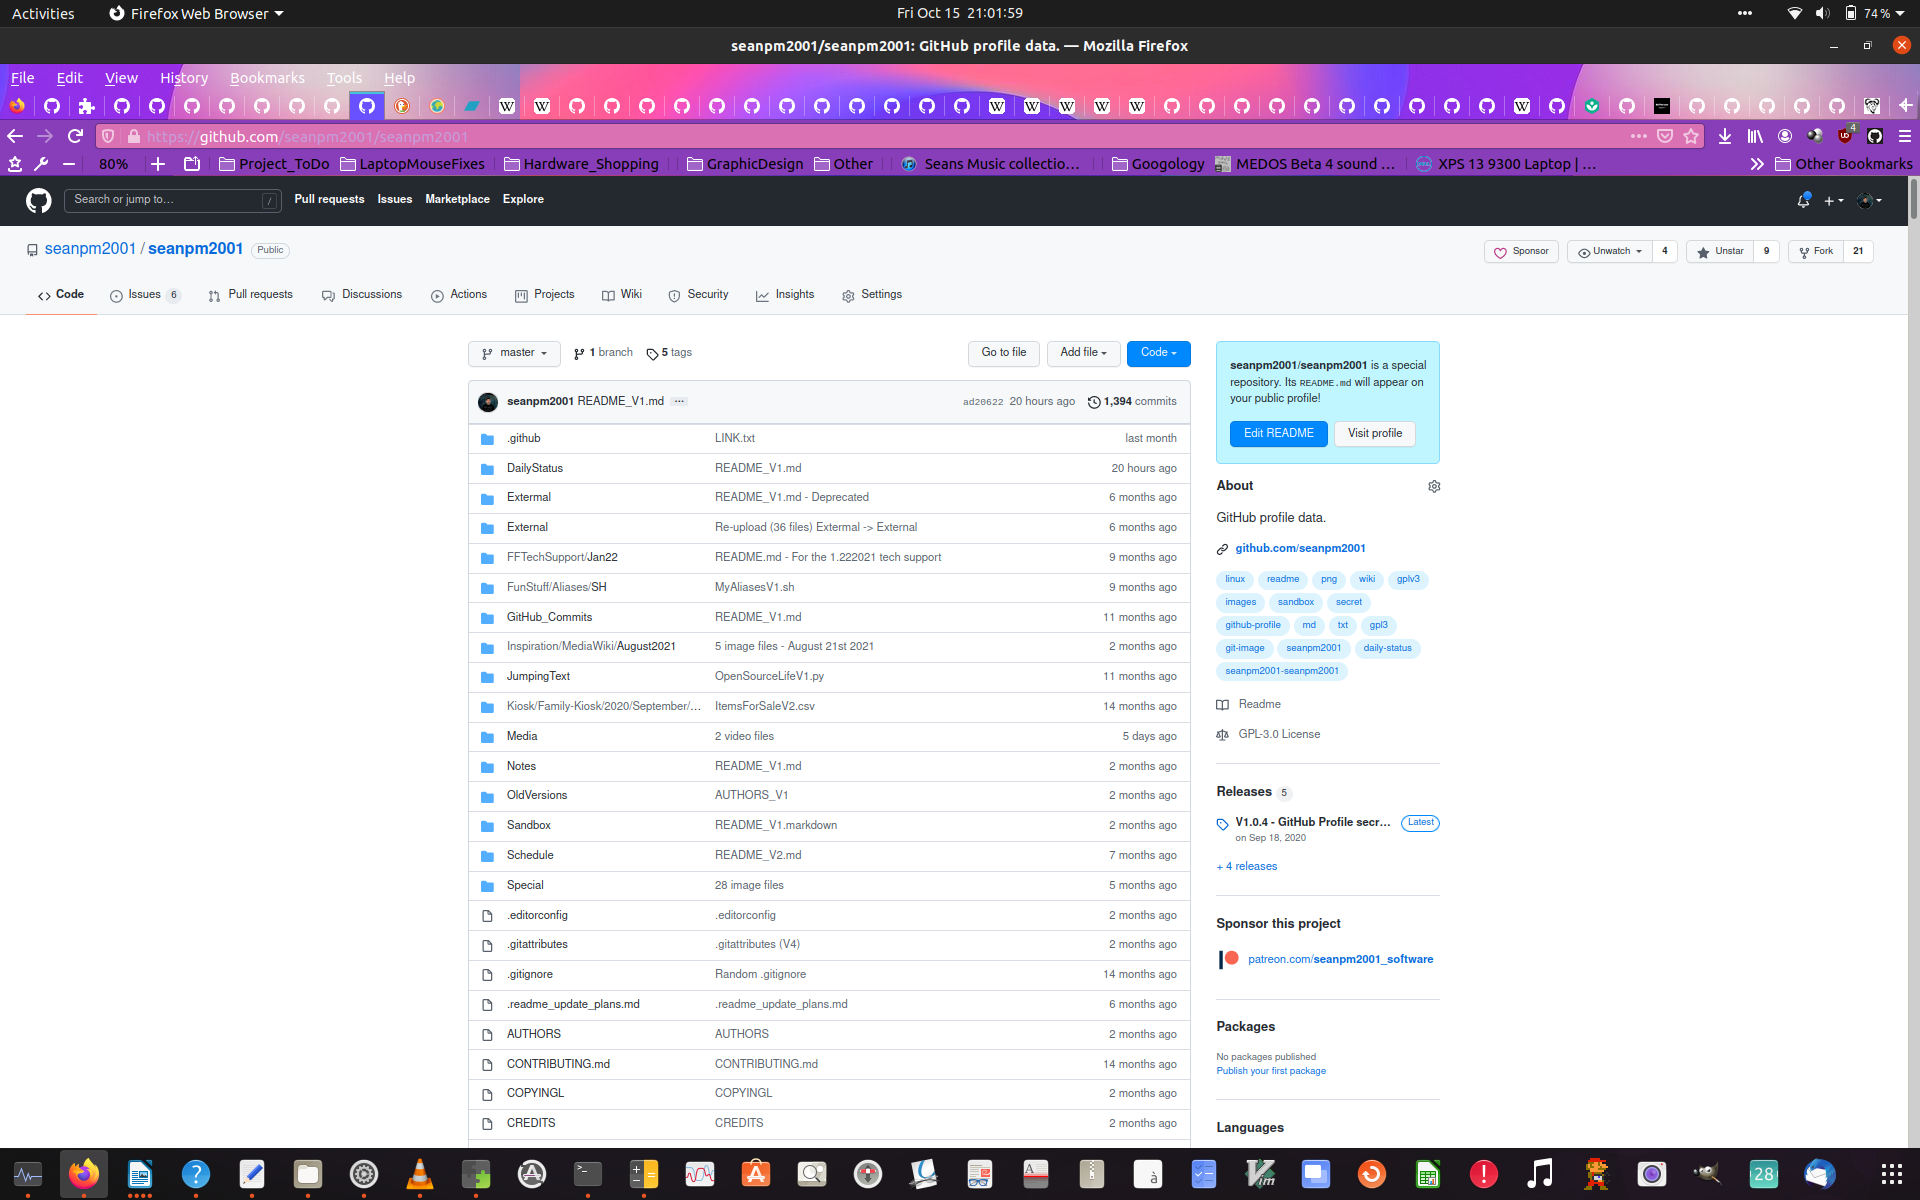 Activities
Firefox Web Browser
Fri Oct 15 21:01:59
74%
seanpm2001/seanpm2001: GitHub profile data. — Mozilla Firefox
File Edit View History Bookmarks Tools Help
https://github.com/seanpm2001/seanpm2001
4
80%
Project_ToDo
LaptopMouseFixes
Hardware_Shopping
GraphicDesign
Other
Seans Music collectio…
Googology
MEDOS Beta 4 sound …
XPS 13 9300 Laptop | …
Other Bookmarks
Search or jump to…
/
Pull requests Issues Marketplace Explore
seanpm2001 / seanpm2001 Public
Sponsor
Unwatch 4
Unstar 9
Fork 21
Code
Issues 6
Pull requests
Discussions
Actions
Projects
Wiki
Security
Insights
Settings
master
1 branch
5 tags
Go to file
Add file
Code
seanpm2001 README_V1.md ···
ad20622 20 hours ago
1,394 commits
.github LINK.txt last month
DailyStatus README_V1.md 20 hours ago
Extermal README_V1.md - Deprecated 6 months ago
External Re-upload (36 files) Extermal -> External 6 months ago
FFTechSupport/Jan22 README.md - For the 1.222021 tech support 9 months ago
FunStuff/Aliases/SH MyAliasesV1.sh 9 months ago
GitHub_Commits README_V1.md 11 months ago
Inspiration/MediaWiki/August2021 5 image files - August 21st 2021 2 months ago
JumpingText OpenSourceLifeV1.py 11 months ago
Kiosk/Family-Kiosk/2020/September/… ItemsForSaleV2.csv 14 months ago
Media 2 video files 5 days ago
Notes README_V1.md 2 months ago
OldVersions AUTHORS_V1 2 months ago
Sandbox README_V1.markdown 2 months ago
Schedule README_V2.md 7 months ago
Special 28 image files 5 months ago
.editorconfig .editorconfig 2 months ago
.gitattributes .gitattributes (V4) 2 months ago
.gitignore Random .gitignore 14 months ago
.readme_update_plans.md .readme_update_plans.md 6 months ago
AUTHORS AUTHORS 2 months ago
CONTRIBUTING.md CONTRIBUTING.md 14 months ago
COPYINGL COPYINGL 2 months ago
CREDITS CREDITS 2 months ago
seanpm2001/seanpm2001 is a special
repository. Its README.md will appear on
your public profile!
Edit README
Visit profile
About
GitHub profile data.
github.com/seanpm2001
linux readme png wiki gplv3
images sandbox secret
github-profile md txt gpl3
git-image seanpm2001 daily-status
seanpm2001-seanpm2001
Readme
GPL-3.0 License
Releases 5
V1.0.4 - GitHub Profile secr… Latest
on Sep 18, 2020
+ 4 releases
Sponsor this project
patreon.com/seanpm2001_software
Packages
No packages published
Publish your first package
Languages
28